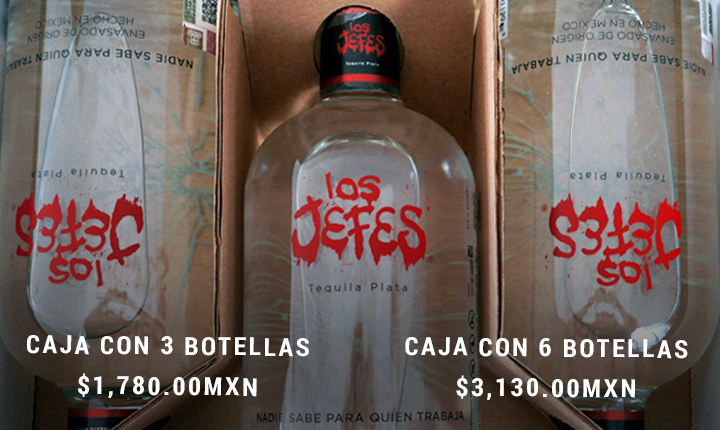 HECHO EN MEXICO
ENVASADO DE ORIGEN
NADIE SABE PARA QUIEN TRABAJA
Tequila Plata
los
JEFES
los
JEFES
Tequila Plata
los
JEFES
Tequila Plata
NADIE SABE PARA QUIEN TRABAJA
HECHO EN MEXICO
ENVASADO DE ORIGEN
NADIE SABE PARA QUIEN TRABAJA
Tequila Plata
los
JEFES
CAJA CON 3 BOTELLAS
$1,780.00MXN
CAJA CON 6 BOTELLAS
$3,130.00MXN